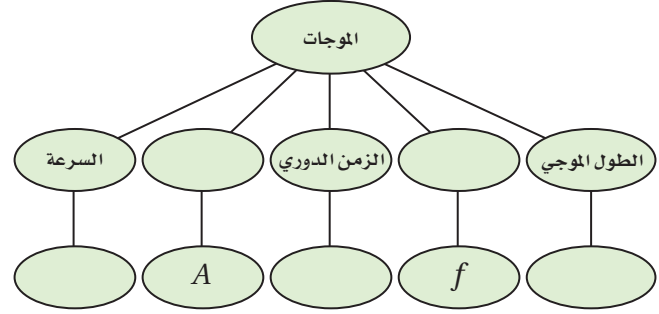 الموجات
الطول الموجي
الزمن الدوري
السرعة
f
A